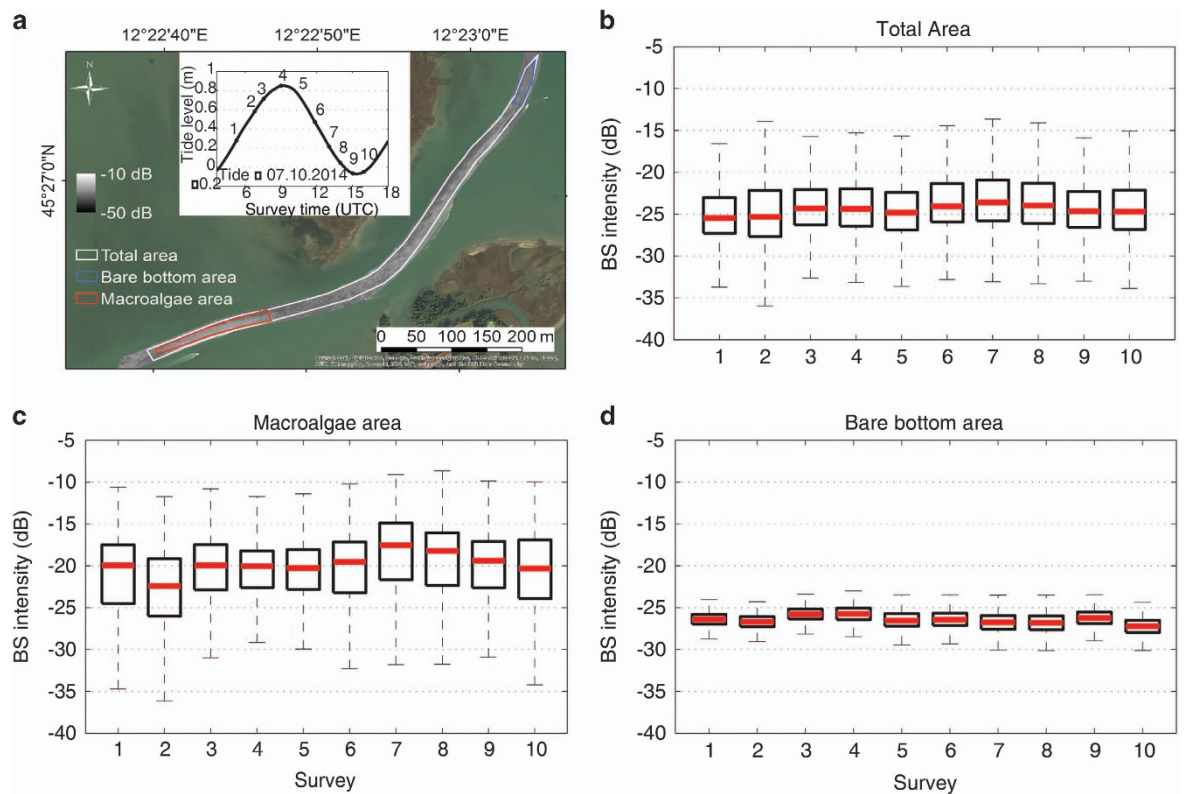 a
12°22'40"E 12°22'50"E 12°23'0"E
N
45°27'0"N
-10 dB
-50 dB
Total area
Bare bottom area
Macroalgae area
Tide level (m)
1
0.8
0.6
0.4
0.2
0
0.2
1 2 3 4 5 6 7 8 9 10
Tide 07.10.2014
6 9 12 13 16 18
Survey time (UTC)
0 50 100 150 200 m
b
Total Area
BS intensity (dB)
-5
-10
-15
-20
-25
-30
-35
-40
1 2 3 4 5 6 7 8 9 10
c
Macroalgae area
BS intensity (dB)
-5
-10
-15
-20
-25
-30
-35
-40
1 2 3 4 5 6 7 8 9 10
Survey
d
Bare bottom area
BS intensity (dB)
-5
-10
-15
-20
-25
-30
-35
-40
1 2 3 4 5 6 7 8 9 10
Survey